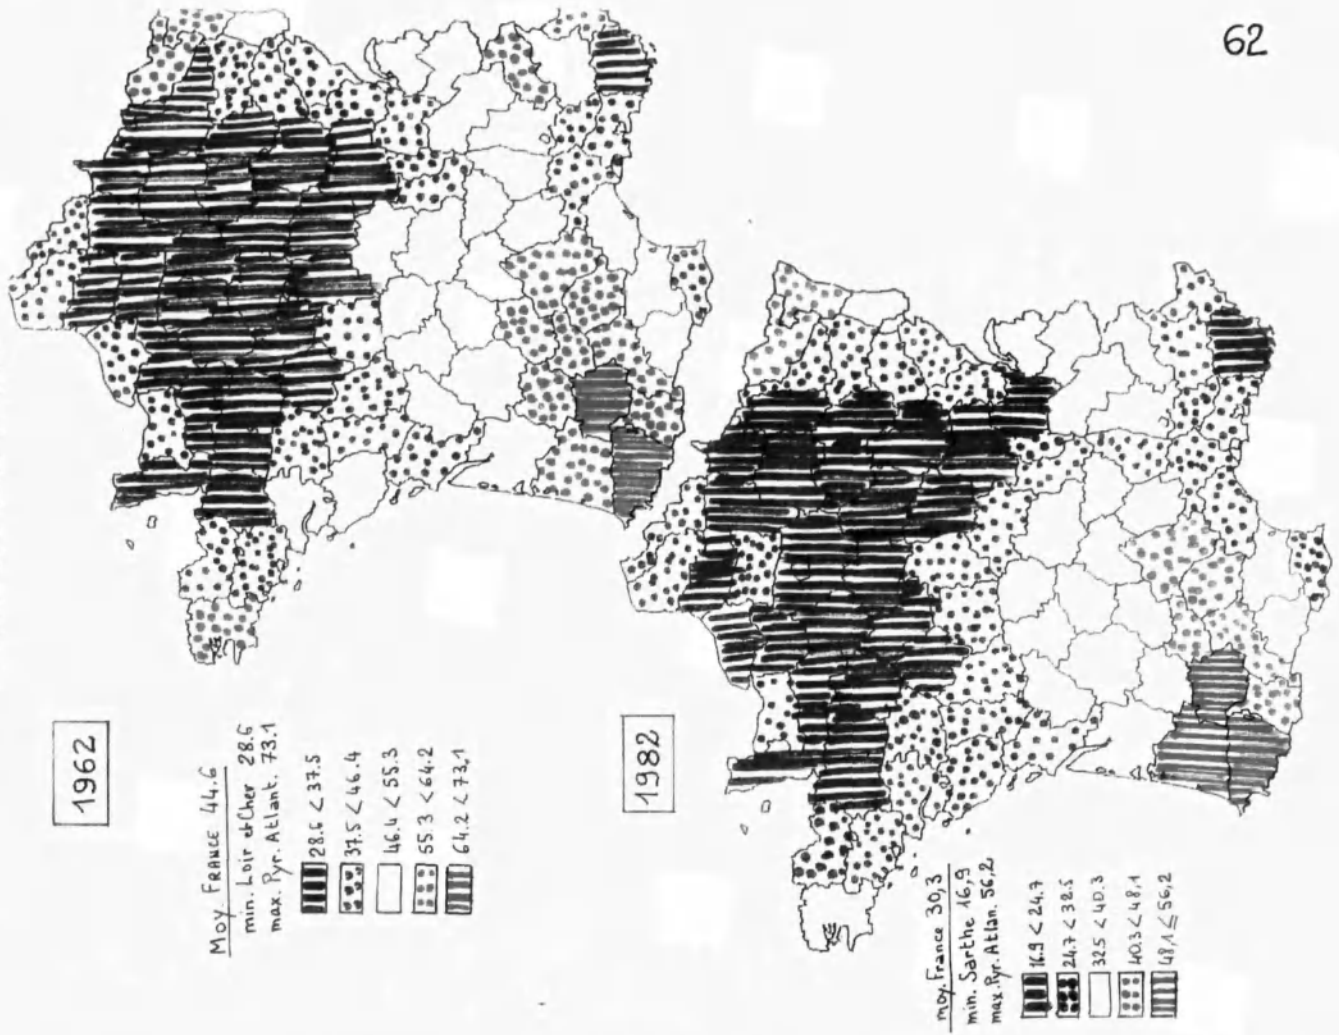 62
1962
Moy. FRANCE 44.6
min. Loir et Cher 28.6
max. Pyr. Atlant. 73.1
28.6 < 37.5
37.5 < 46.4
46.4 < 55.3
55.3 < 64.2
64.2 < 73,1
1982
moy. France 30,3
min. Sarthe 16,9
max. Pyr. Atlan. 56,2
16.9 < 24.7
24.7 < 32.5
32.5 < 40.3
40.3 < 48,1
48,1 ≤ 56,2